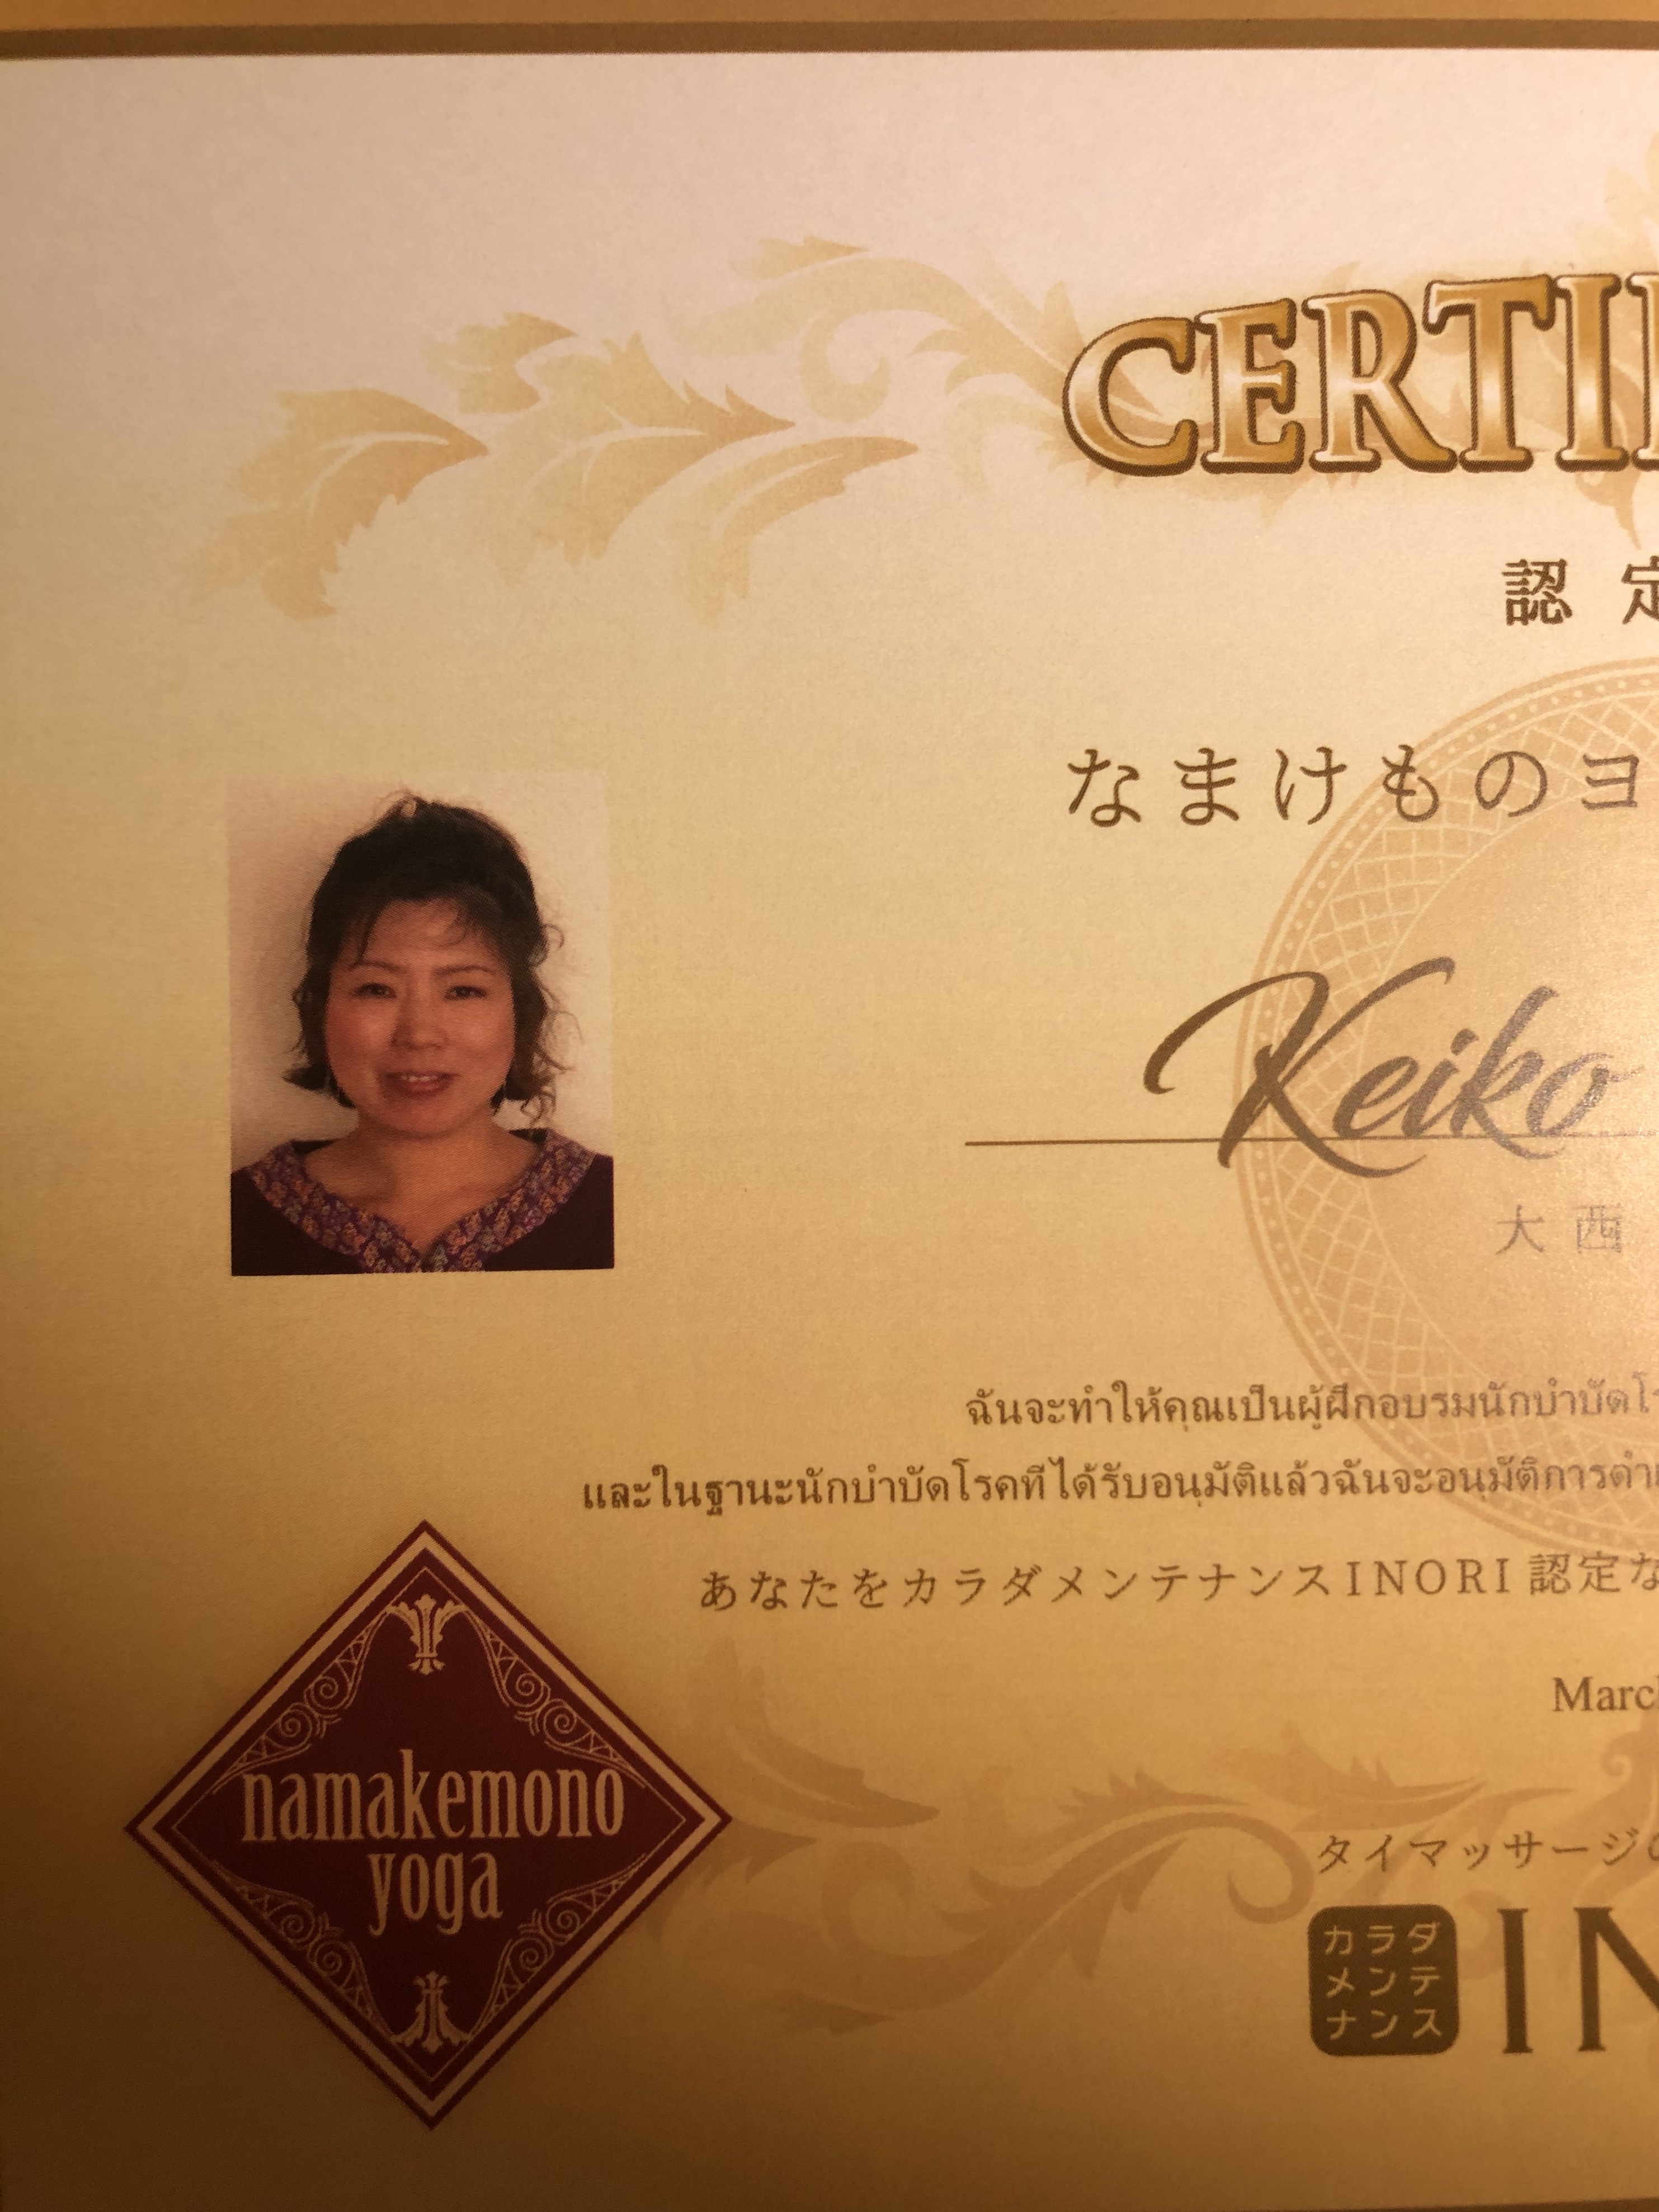 CERTI
認定
なまけものヨ
Keiko
大西
ฉันจะทำให้คุณเป็นผู้ฝึกอบรมนักบำบัดโ
และในฐานะนักบำบัดโรคที่ได้รับอนุมัติแล้วฉันจะอนุมัติการดำ
あなたをカラダメンテナンスINORI認定な
March
namakemono
yoga
タイマッサージの
カラダ
メンテ
ナンス
IN